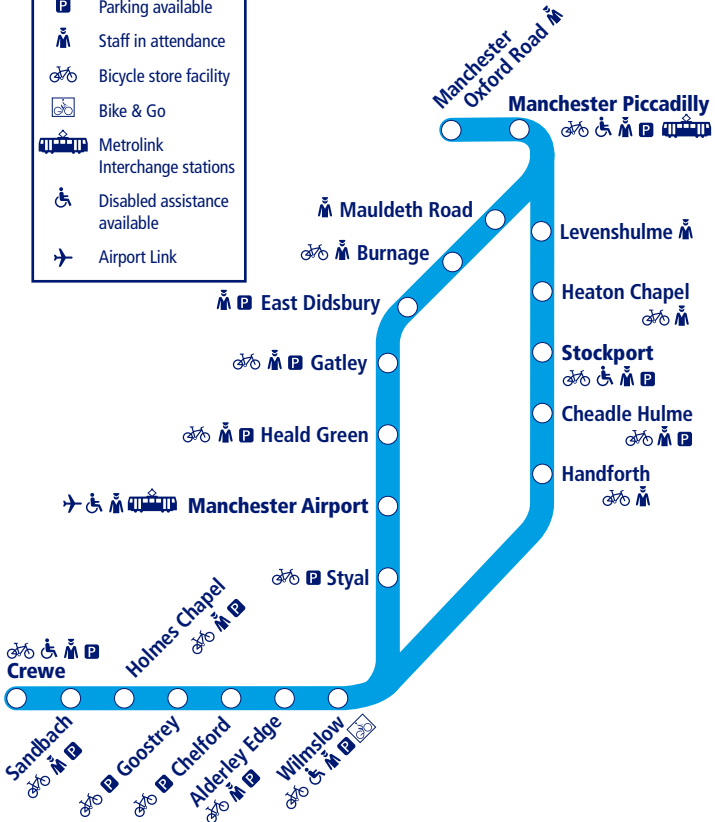 P Parking available
Staff in attendance
Bicycle store facility
Bike & Go
Metrolink
Interchange stations
Disabled assistance
available
Airport Link
Manchester
Oxford Road
Manchester Piccadilly
P
Mauldeth Road
Levenshulme
Burnage
Heaton Chapel
P East Didsbury
Stockport
P
P Gatley
Cheadle Hulme
P
P Heald Green
Handforth
Manchester Airport
P Styal
Holmes Chapel
P
P
Crewe
Sandbach
P
P Goostrey
P Chelford
Alderley Edge
P
Wilmslow
P